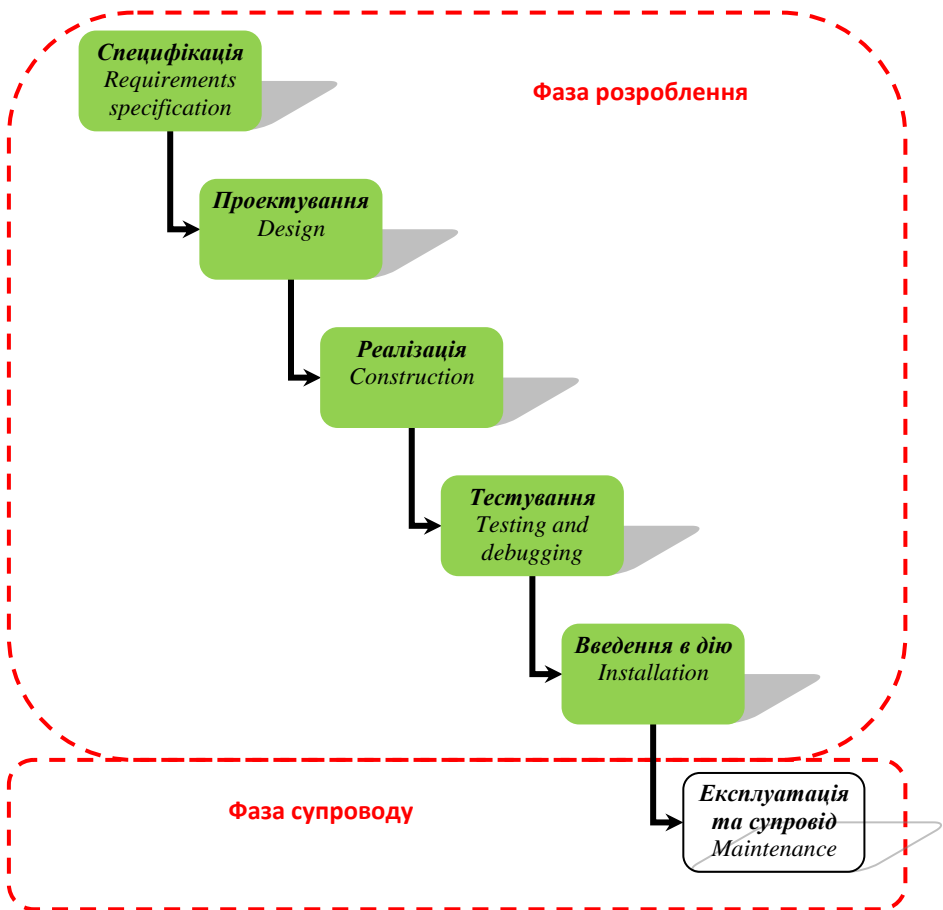 Специфікація
Requirements
specification
Фаза розроблення
Проектування
Design
Реалізація
Construction
Тестування
Testing and
debugging
Введення в дію
Installation
Фаза супроводу
Експлуатація
та супровід
Maintenance